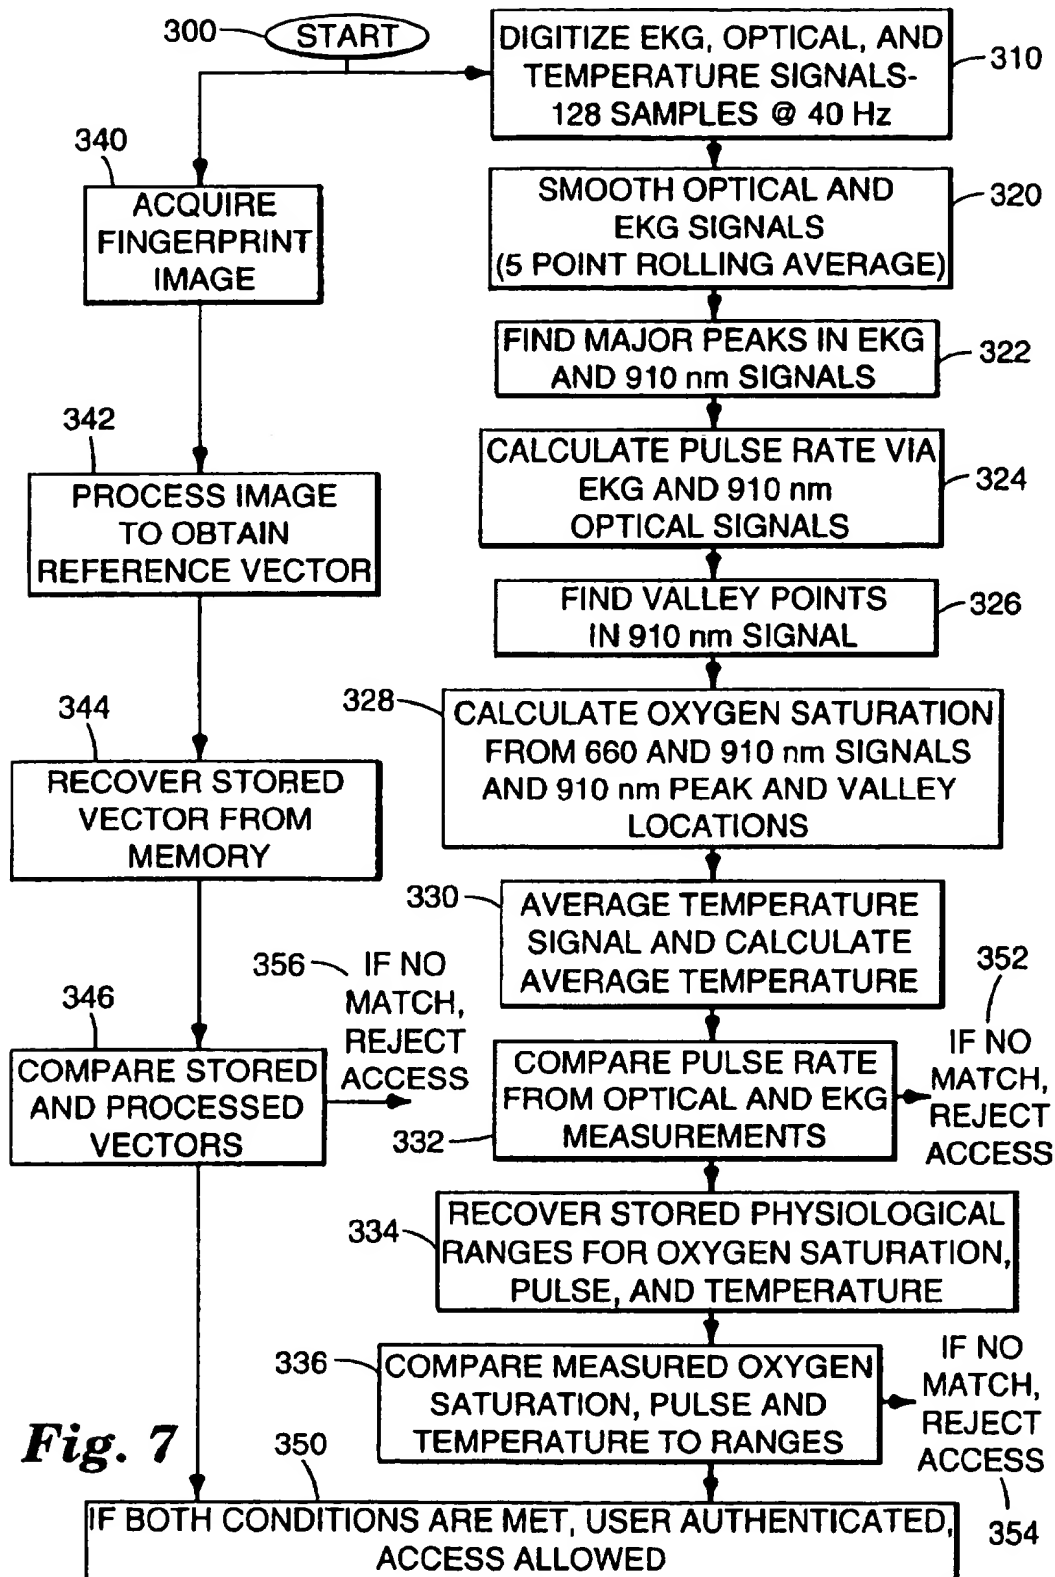 300
START
DIGITIZE EKG, OPTICAL, AND
TEMPERATURE SIGNALS-
128 SAMPLES @ 40 Hz
310
340
ACQUIRE
FINGERPRINT
IMAGE
SMOOTH OPTICAL AND
EKG SIGNALS
(5 POINT ROLLING AVERAGE)
320
FIND MAJOR PEAKS IN EKG
AND 910 nm SIGNALS
322
342
PROCESS IMAGE
TO OBTAIN
REFERENCE VECTOR
CALCULATE PULSE RATE VIA
EKG AND 910 nm
OPTICAL SIGNALS
324
FIND VALLEY POINTS
IN 910 nm SIGNAL
326
344
RECOVER STORED
VECTOR FROM
MEMORY
328
CALCULATE OXYGEN SATURATION
FROM 660 AND 910 nm SIGNALS
AND 910 nm PEAK AND VALLEY
LOCATIONS
330
AVERAGE TEMPERATURE
SIGNAL AND CALCULATE
AVERAGE TEMPERATURE
346
COMPARE STORED
AND PROCESSED
VECTORS
356
IF NO
MATCH,
REJECT
ACCESS
332
COMPARE PULSE RATE
FROM OPTICAL AND EKG
MEASUREMENTS
352
IF NO
MATCH,
REJECT
ACCESS
334
RECOVER STORED PHYSIOLOGICAL
RANGES FOR OXYGEN SATURATION,
PULSE, AND TEMPERATURE
336
COMPARE MEASURED OXYGEN
SATURATION, PULSE AND
TEMPERATURE TO RANGES
IF NO
MATCH,
REJECT
ACCESS
354
Fig. 7
350
IF BOTH CONDITIONS ARE MET, USER AUTHENTICATED,
ACCESS ALLOWED